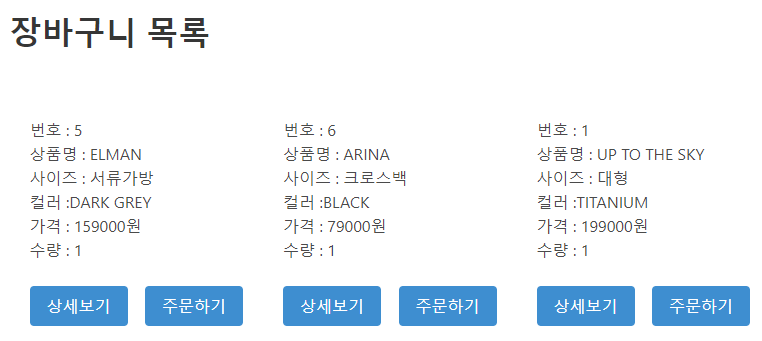 장바구니 목록
번호 : 5
상품명 : ELMAN
사이즈 : 서류가방
컬러 :DARK GREY
가격 : 159000원
수량 : 1
상세보기
주문하기
번호 : 6
상품명 : ARINA
사이즈 : 크로스백
컬러 :BLACK
가격 : 79000원
수량 : 1
상세보기
주문하기
번호 : 1
상품명 : UP TO THE SKY
사이즈 : 대형
컬러 :TITANIUM
가격 : 199000원
수량 : 1
상세보기
주문하기